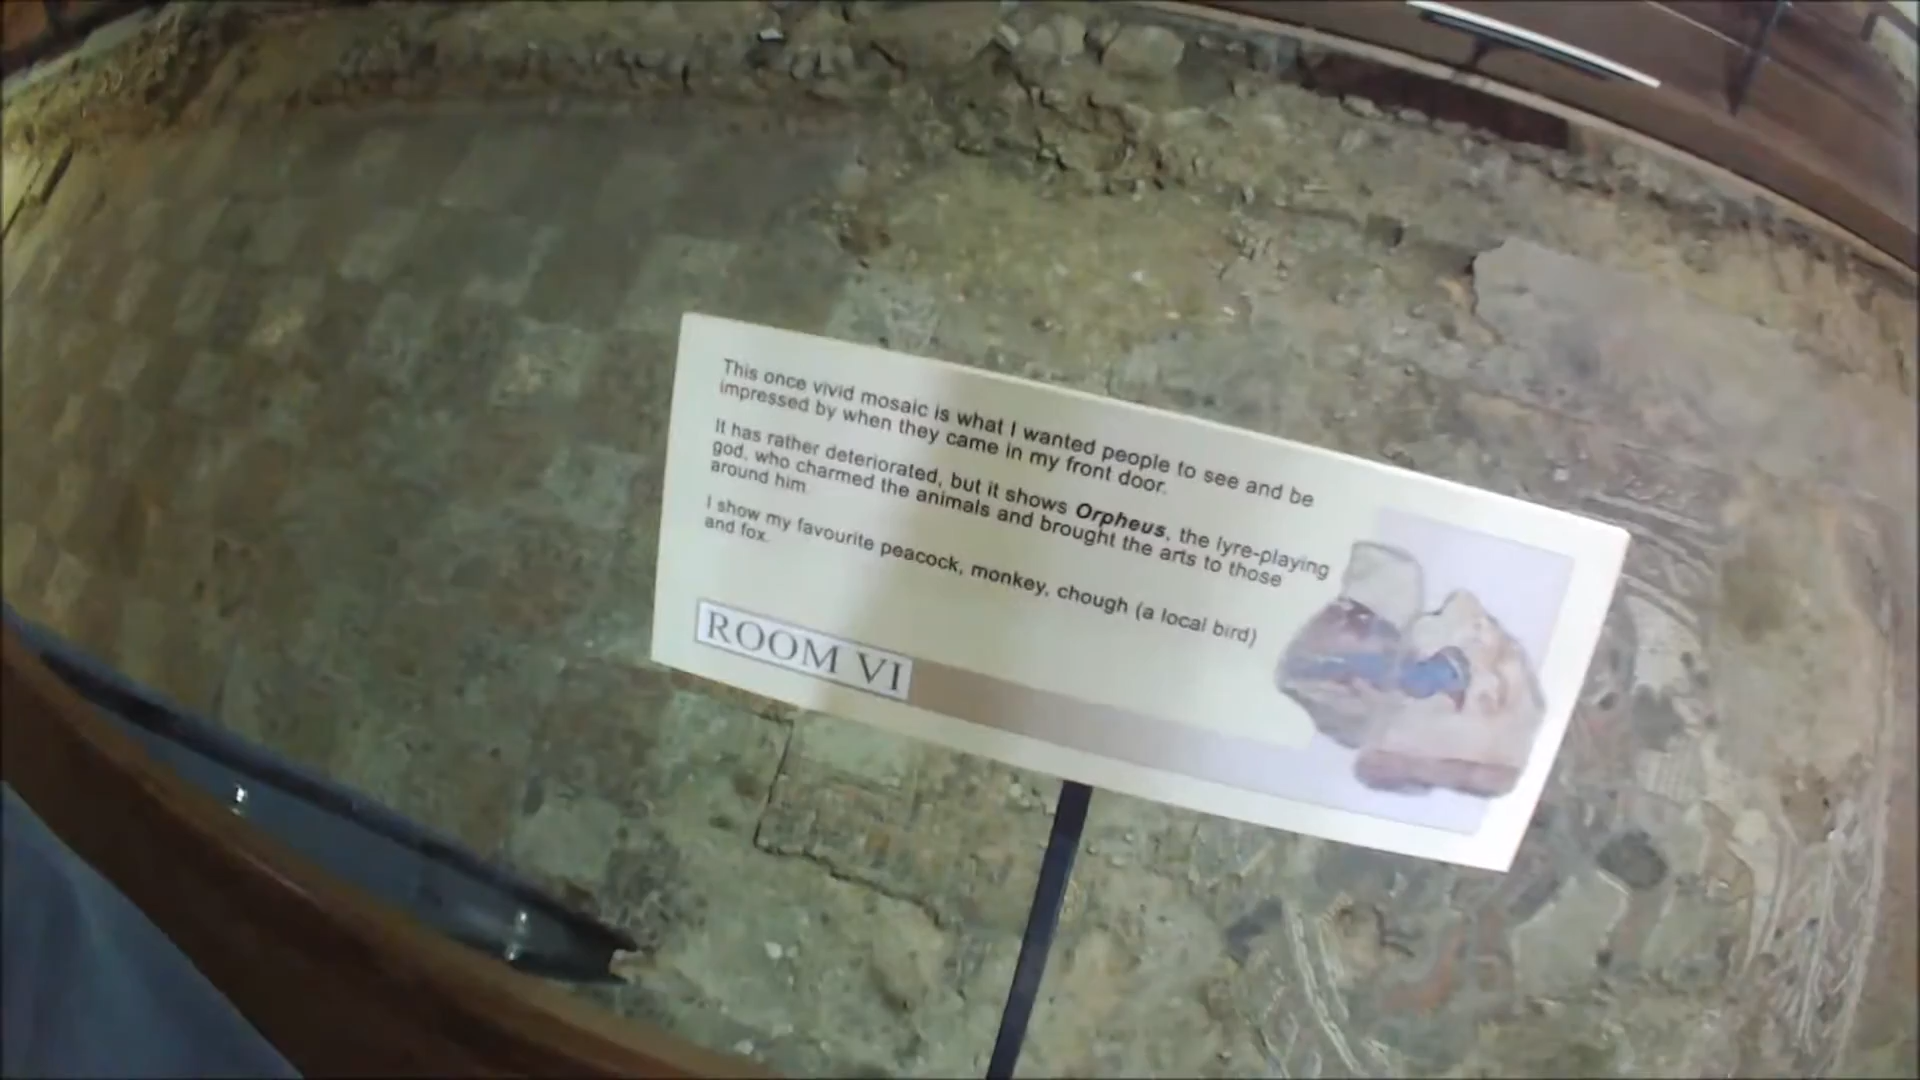 This once vivid mosaic is what I wanted people to see and be
impressed by when they came in my front door.
It has rather deteriorated, but it shows Orpheus, the lyre-playing
god, who charmed the animals and brought the arts to those
around him.
I show my favourite peacock, monkey, chough (a local bird)
and fox.
ROOM VI